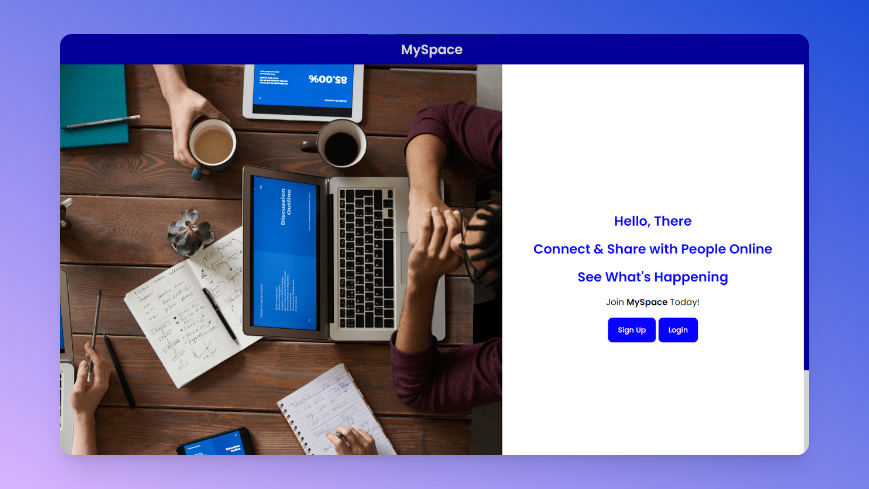 MySpace
85.00%
Discussion
Outline
Hello, There
Connect & Share with People Online
See What's Happening
Join MySpace Today!
Sign Up
Login